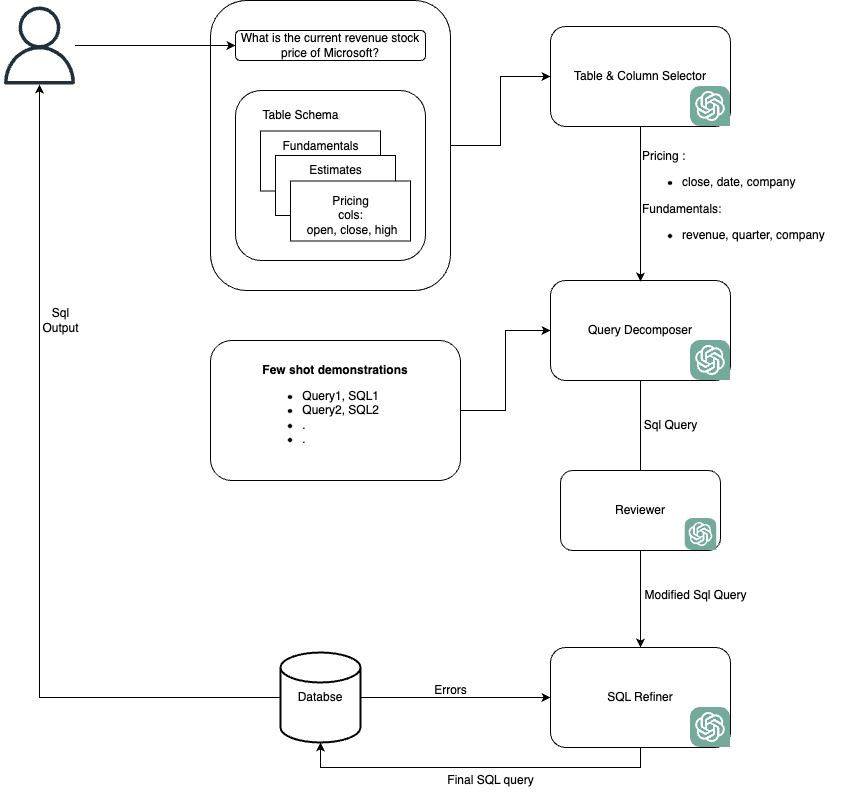 What is the current revenue stock
price of Microsoft?
Table & Column Selector
Table Schema
Fundamentals
Estimates
Pricing
cols:
open, close, high
Pricing :
• close, date, company
Fundamentals:
• revenue, quarter, company
Sql
Output
Query Decomposer
Few shot demonstrations
• Query1, SQL1
• Query2, SQL2
• .
• .
Sql Query
Reviewer
Modified Sql Query
Databse
Errors
SQL Refiner
Final SQL query